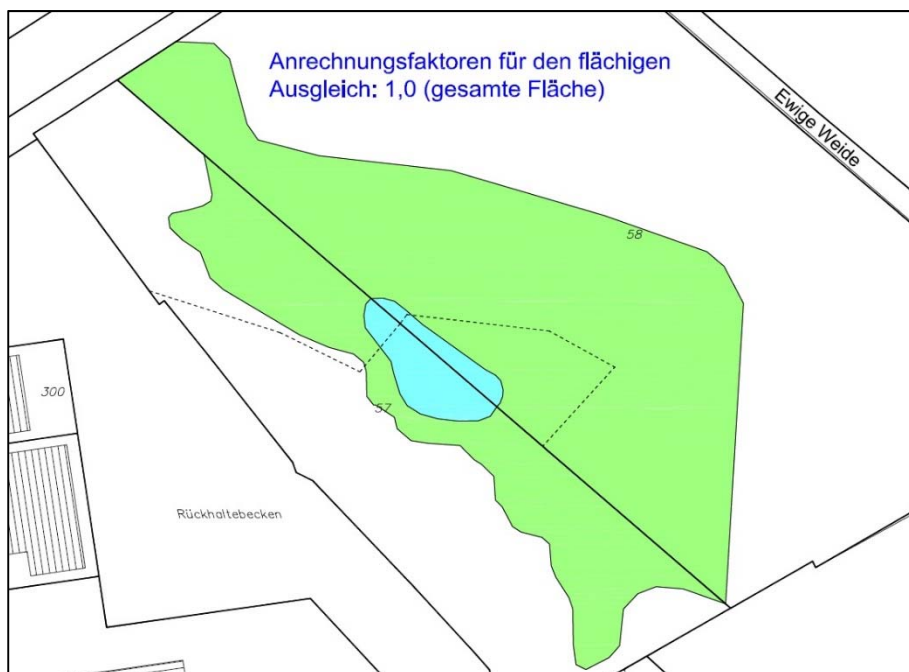 Anrechnungsfaktoren für den flächigen
Ausgleich: 1,0 (gesamte Fläche)
Ewige Weide
58
300
57
Rückhaltebecken